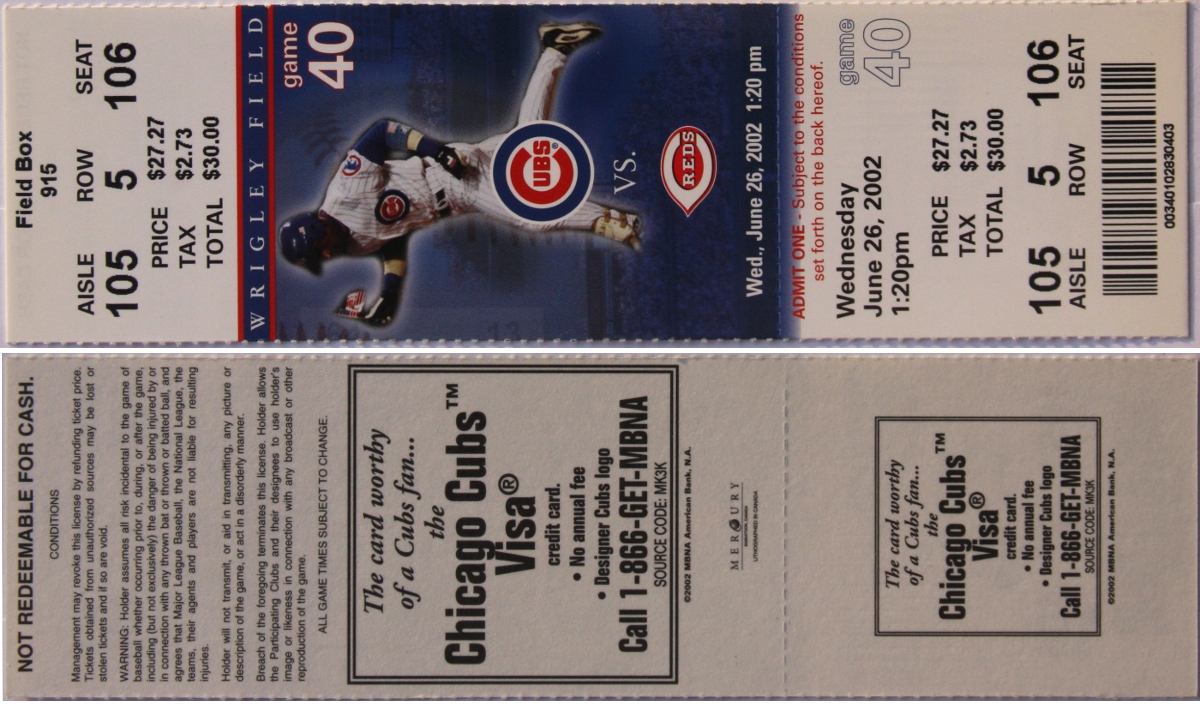 Field Box
915
AISLE ROW SEAT
105 5 106
PRICE $27.27
TAX $2.73
TOTAL $30.00
WRIGLEY FIELD
game
40
CUBS®
VS.
REDS
Wed., June 26, 2002 1:20 pm
ADMIT ONE - Subject to the conditions
set forth on the back hereof.
game
40
Wednesday
June 26, 2002
1:20pm
PRICE $27.27
TAX $2.73
TOTAL $30.00
105 5 106
AISLE ROW SEAT
00340102830403
NOT REDEEMABLE FOR CASH.
CONDITIONS
Management may revoke this license by refunding ticket price.
Tickets obtained from unauthorized sources may be lost or
stolen tickets and if so are void.
WARNING: Holder assumes all risk incidental to the game of
baseball whether occurring prior to, during, or after the game,
including (but not exclusively) the danger of being injured by or
in connection with any thrown bat or thrown or batted ball, and
agrees that Major League Baseball, the National League, the
teams, their agents and players are not liable for resulting
injuries.
Holder will not transmit, or aid in transmitting, any picture or
description of the game, or act in a disorderly manner.
Breach of the foregoing terminates this license. Holder allows
the Participating Clubs and their designees to use holder's
image or likeness in connection with any broadcast or other
reproduction of the game.
ALL GAME TIMES SUBJECT TO CHANGE.
The card worthy
of a Cubs fan...
the
Chicago Cubs™
Visa®
credit card.
• No annual fee
• Designer Cubs logo
Call 1-866-GET-MBNA
SOURCE CODE: MK3K
©2002 MBNA American Bank, N.A.
MERCURY
LITHOGRAPHED IN CANADA
The card worthy
of a Cubs fan...
the
Chicago Cubs™
Visa®
credit card.
• No annual fee
• Designer Cubs logo
Call 1-866-GET-MBNA
SOURCE CODE: MK3K
©2002 MBNA American Bank, N.A.